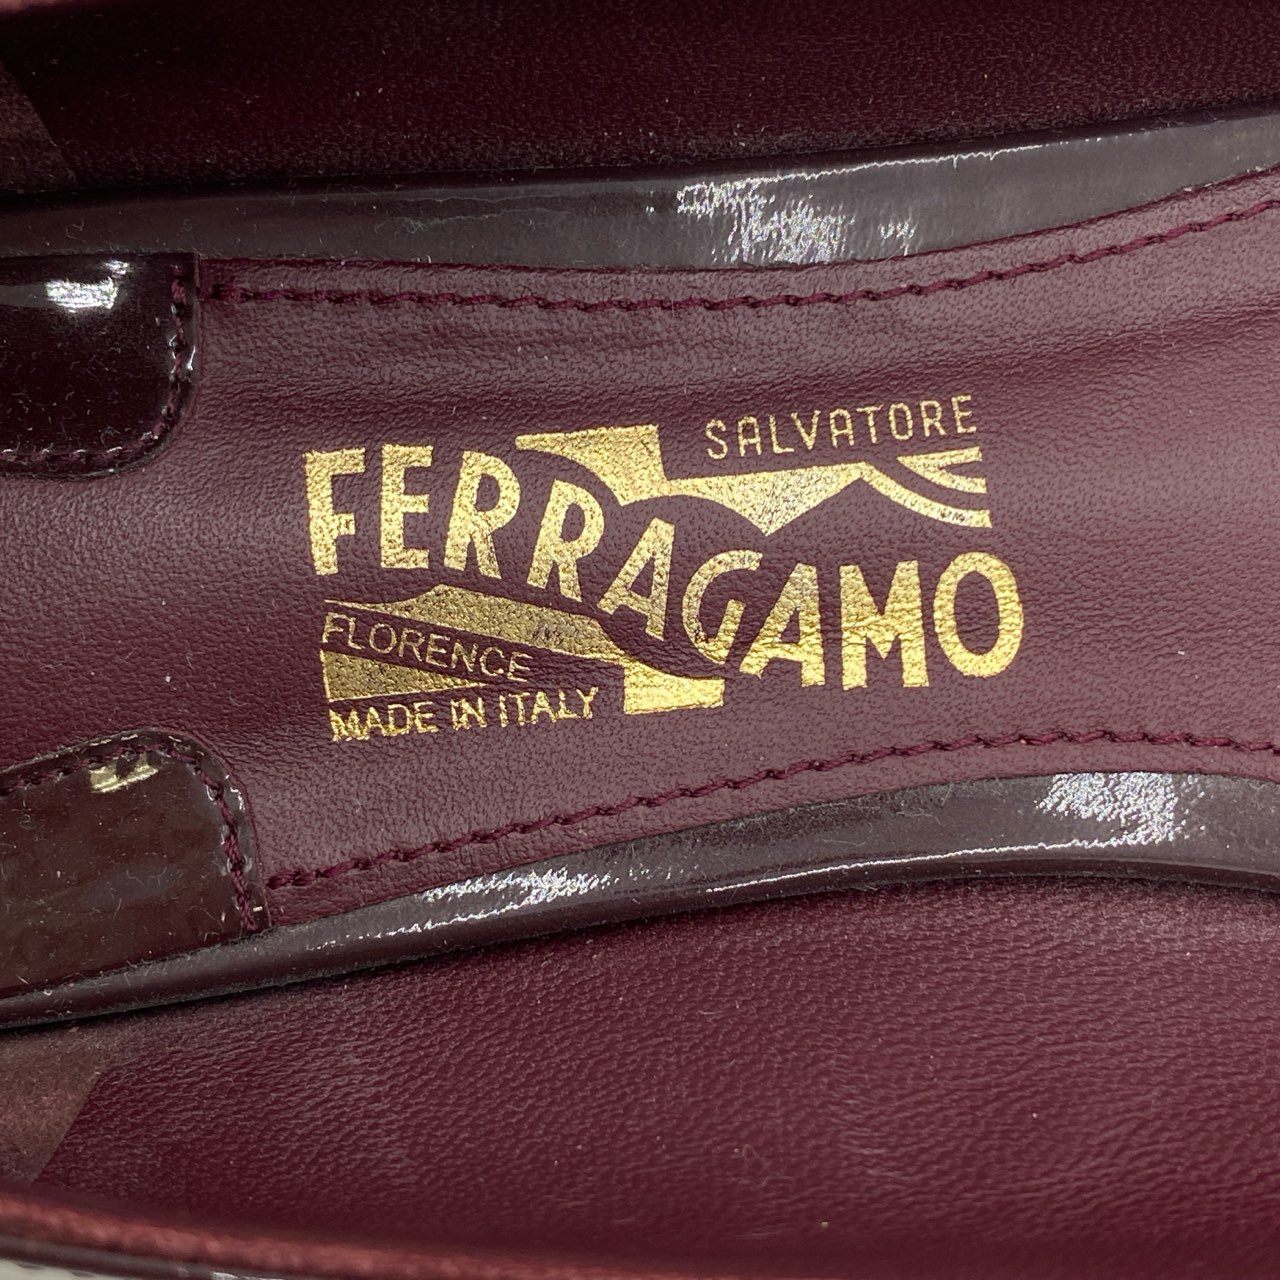 SALVATORE
FERRAGAMO
FLORENCE
MADE IN ITALY